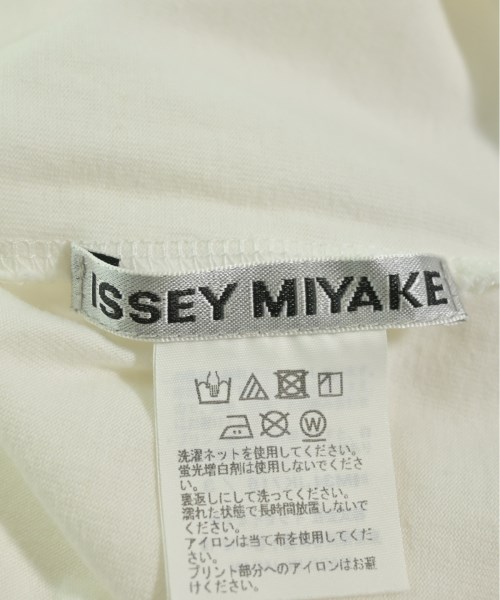 ISSEY MIYAKE
W
洗濯ネットを使用してください。
蛍光増白剤は使用しないでくださ
い。
裏返しにして洗ってください。
濡れた状態で長時間放置しないで
ください。
アイロンは当て布を使用してくだ
さい。
プリント部分へのアイロンはお避
けください。